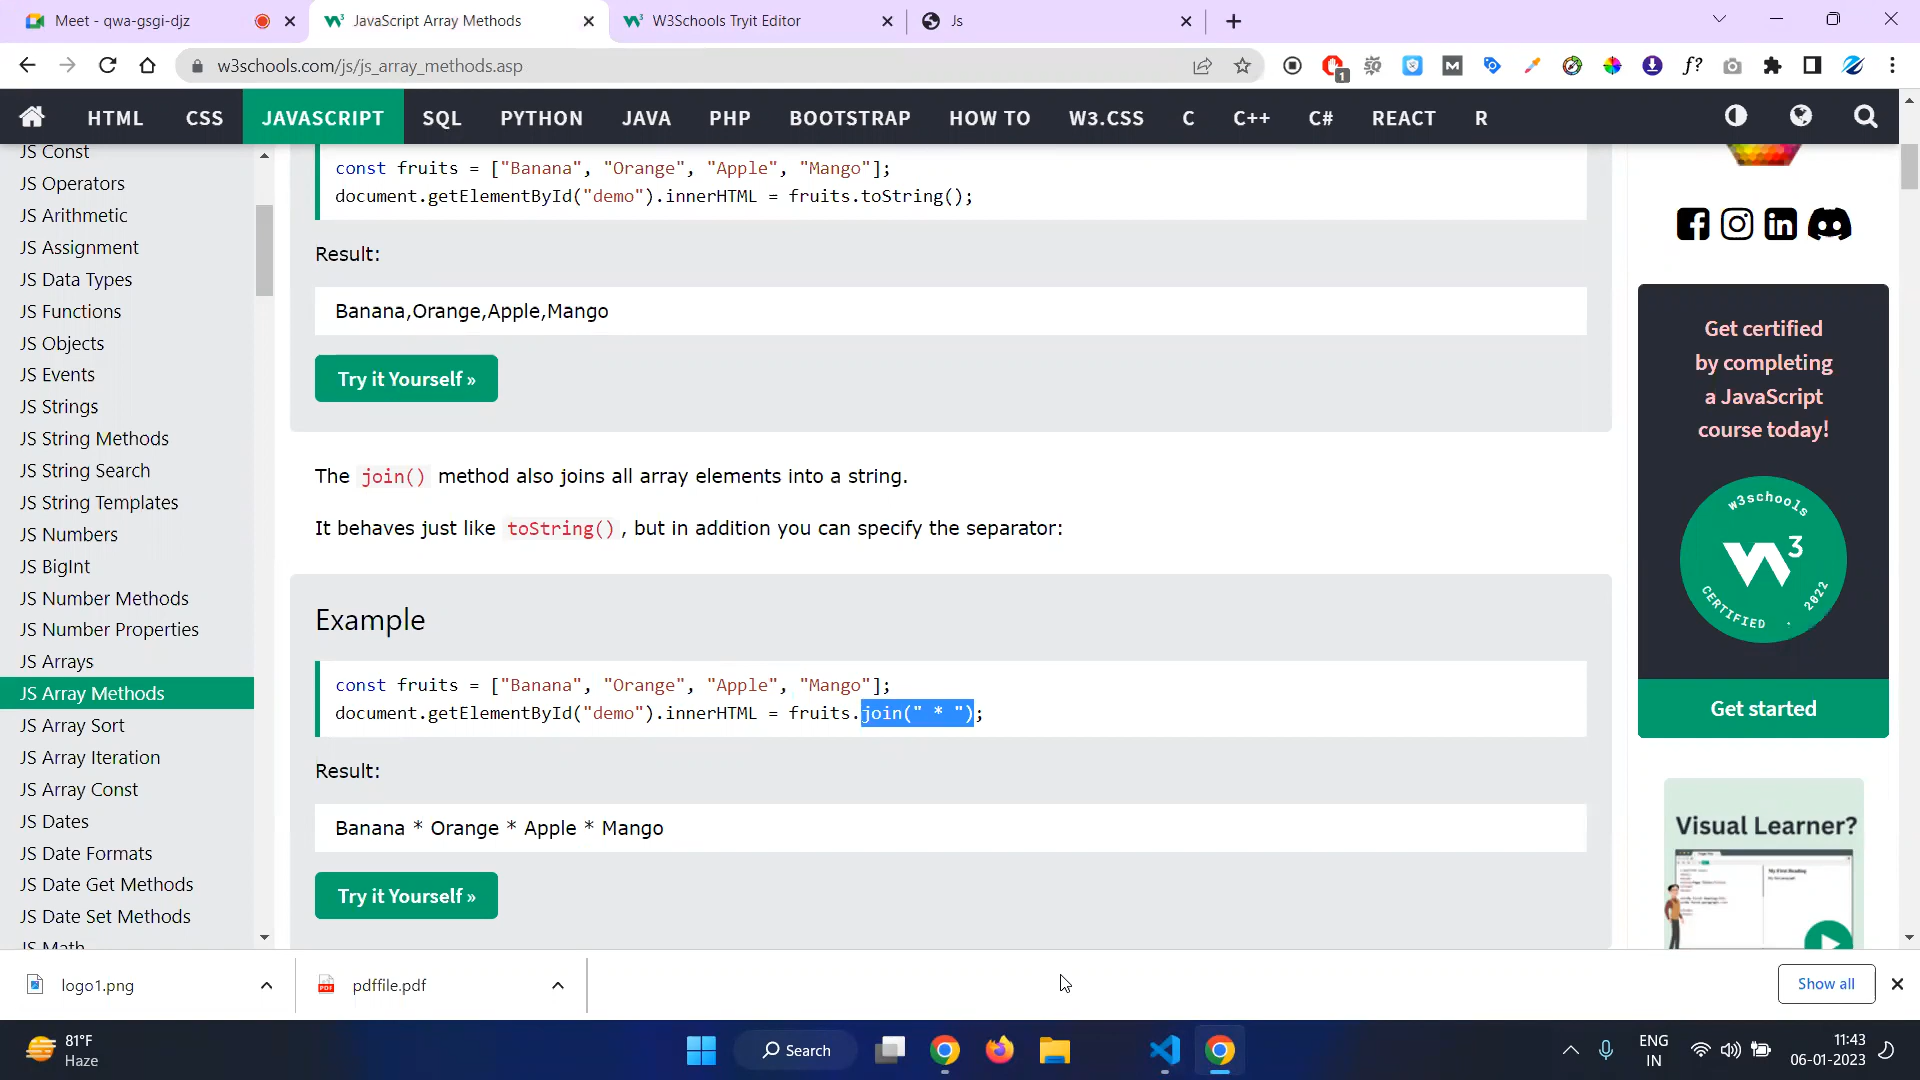 Meet - qwa-gsgi-djz
JavaScript Array Methods
W3Schools Tryit Editor
Js
w3schools.com/js/js_array_methods.asp
1
M
f?
HTML CSS JAVASCRIPT SQL PYTHON JAVA PHP BOOTSTRAP HOW TO W3.CSS C C++ C# REACT R
JS Const
JS Operators
JS Arithmetic
JS Assignment
JS Data Types
JS Functions
JS Objects
JS Events
JS Strings
JS String Methods
JS String Search
JS String Templates
JS Numbers
JS BigInt
JS Number Methods
JS Number Properties
JS Arrays
JS Array Methods
JS Array Sort
JS Array Iteration
JS Array Const
JS Dates
JS Date Formats
JS Date Get Methods
JS Date Set Methods
JS Math
const fruits = ["Banana", "Orange", "Apple", "Mango"];
document.getElementById("demo").innerHTML = fruits.toString();
Result:
Banana,Orange,Apple,Mango
Try it Yourself »
The join() method also joins all array elements into a string.
It behaves just like toString(), but in addition you can specify the separator:
Example
const fruits = ["Banana", "Orange", "Apple", "Mango"];
document.getElementById("demo").innerHTML = fruits.join(" * ");
Result:
Banana * Orange * Apple * Mango
Try it Yourself »
Get certified
by completing
a JavaScript
course today!
w3schools
W3
CERTIFIED . 2022
Get started
Visual Learner?
logo1.png
pdffile.pdf
Show all
81°F
Haze
Search
ENG
IN
11:43
06-01-2023